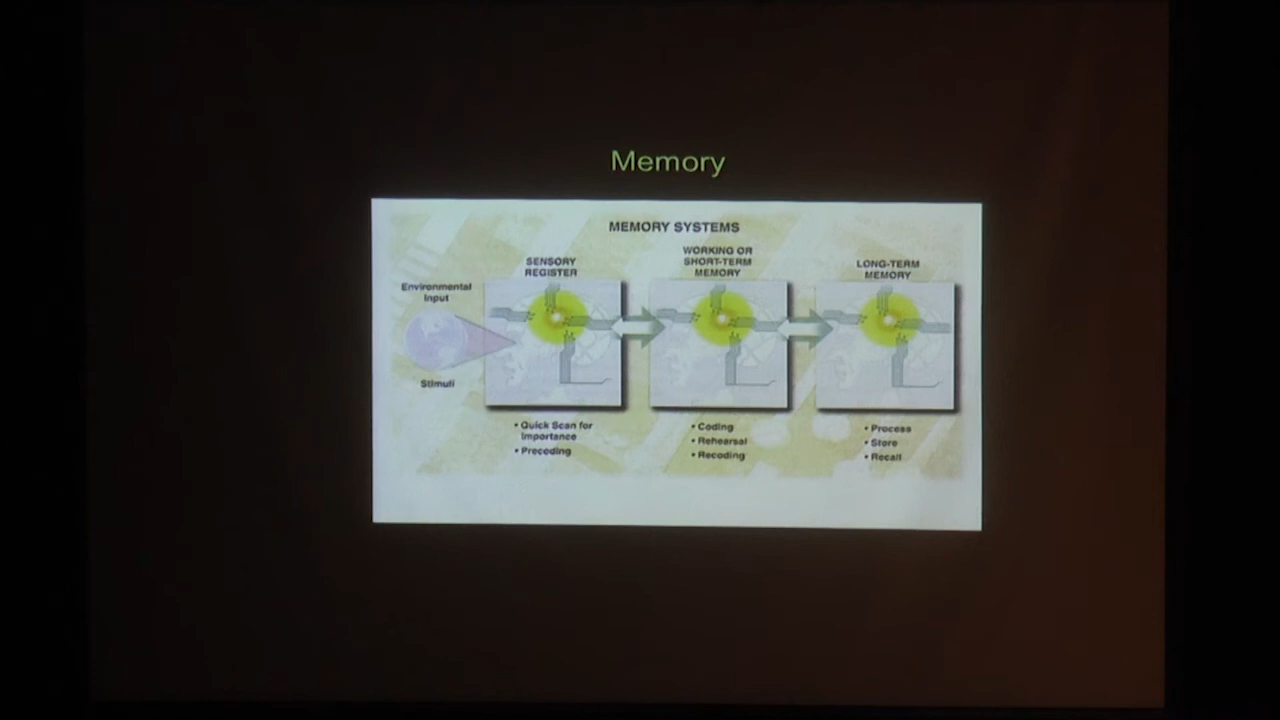 Memory
MEMORY SYSTEMS
SENSORY
REGISTER
WORKING OR
SHORT-TERM
MEMORY
LONG-TERM
MEMORY
Environmental
Input
Stimuli
• Quick Scan for
Importance
• Precoding
• Coding
• Rehearsal
• Recoding
• Process
• Store
• Recall